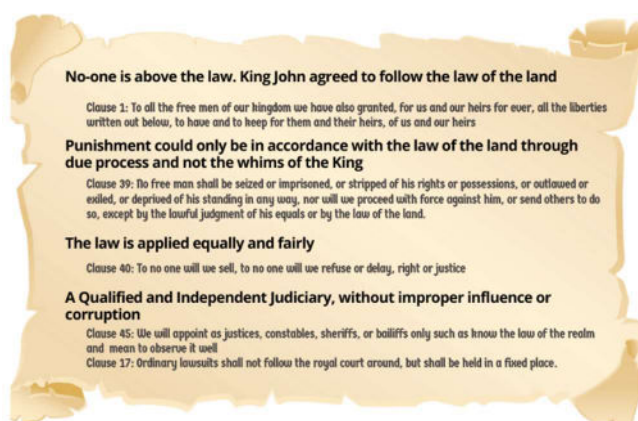 No-one is above the law. King John agreed to follow the law of the land
Clause 1: To all the free men of our kingdom we have also granted, for us and our heirs for ever, all the liberties
written out below, to have and to keep for them and their heirs, of us and our heirs
Punishment could only be in accordance with the law of the land through
due process and not the whims of the King
Clause 39: No free man shall be seized or imprisoned, or stripped of his rights or possessions, or outlawed or
exiled, or deprived of his standing in any way, nor will we proceed with force against him, or send others to do
so, except by the lawful judgment of his equals or by the law of the land.
The law is applied equally and fairly
Clause 40: To no one will we sell, to no one will we refuse or delay, right or justice
A Qualified and Independent Judiciary, without improper influence or
corruption
Clause 45: We will appoint as justices, constables, sheriffs, or bailiffs only such as know the law of the realm
and mean to observe it well
Clause 17: Ordinary lawsuits shall not follow the royal court around, but shall be held in a fixed place.